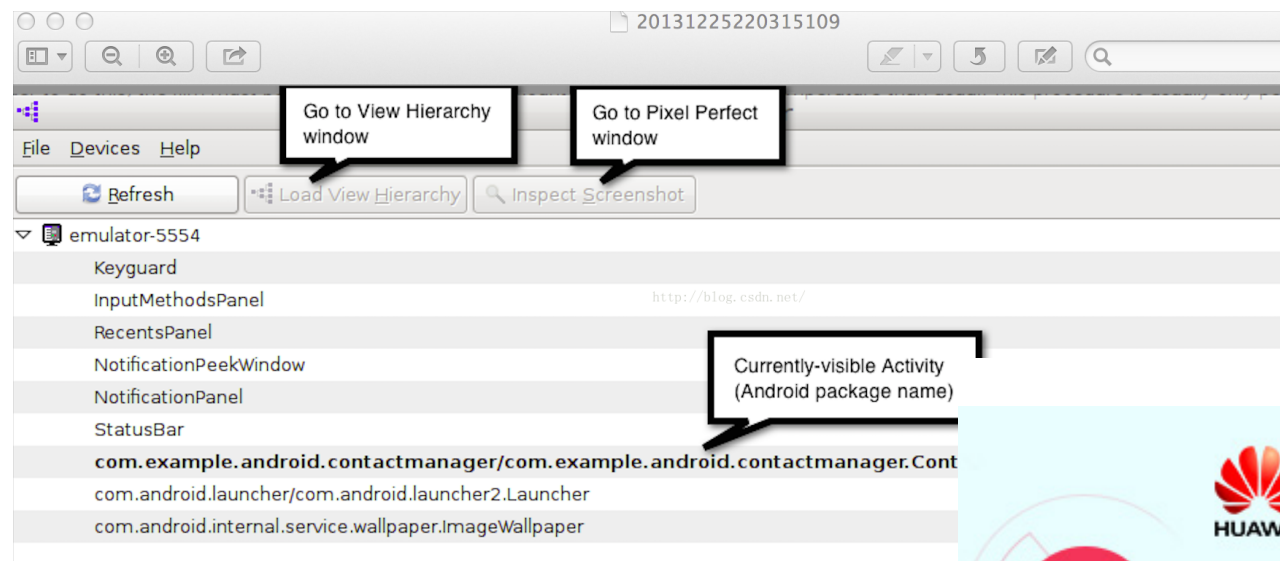 20131225220315109
Go to View Hierarchy
window
Go to Pixel Perfect
window
File Devices Help
Refresh
Load View Hierarchy
Inspect Screenshot
emulator-5554
Keyguard
InputMethodsPanel
http://blog.csdn.net/
RecentsPanel
NotificationPeekWindow
Currently-visible Activity
(Android package name)
NotificationPanel
StatusBar
com.example.android.contactmanager/com.example.android.contactmanager.Cont
com.android.launcher/com.android.launcher2.Launcher
com.android.internal.service.wallpaper.ImageWallpaper
HUAW